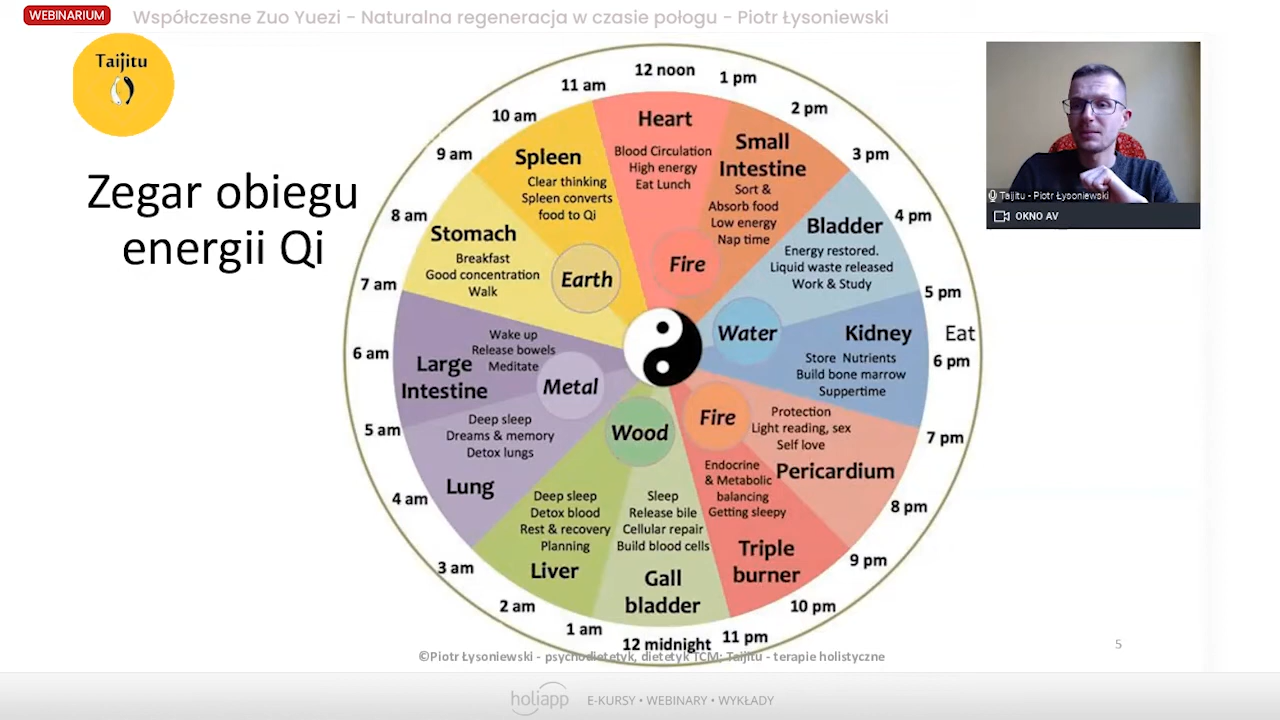 WEBINARIUM
Współczesne Zuo Yuezi - Naturalna regeneracja w czasie połogu - Piotr Łysoniewski
Taijitu
Zegar obiegu
energii Qi
12 noon
1 pm
2 pm
3 pm
4 pm
5 pm
Eat
6 pm
7 pm
8 pm
9 pm
10 pm
11 pm
12 midnight
1 am
2 am
3 am
4 am
5 am
6 am
7 am
8 am
9 am
10 am
11 am
Heart
Blood Circulation
High energy
Eat Lunch
Small
Intestine
Sort &
Absorb food
Low energy
Nap time
Fire
Bladder
Energy restored.
Liquid waste released
Work & Study
Water
Kidney
Store Nutrients
Build bone marrow
Suppertime
Protection
Light reading, sex
Self love
Pericardium
Fire
Endocrine
& Metabolic
balancing
Getting sleepy
Triple
burner
Sleep
Release bile
Cellular repair
Build blood cells
Gall
bladder
Wood
Deep sleep
Detox blood
Rest & recovery
Planning
Liver
Deep sleep
Dreams & memory
Detox lungs
Lung
Metal
Wake up
Release bowels
Meditate
Large
Intestine
Stomach
Breakfast
Good concentration
Walk
Earth
Spleen
Clear thinking
Spleen converts
food to Qi
Taijitu - Piotr Łysoniewski
OKNO AV
©Piotr Łysoniewski - psychodietetyk, dietetyk TCM; Taijitu - terapie holistyczne
5
holiapp
E-KURSY • WEBINARY • WYKŁADY